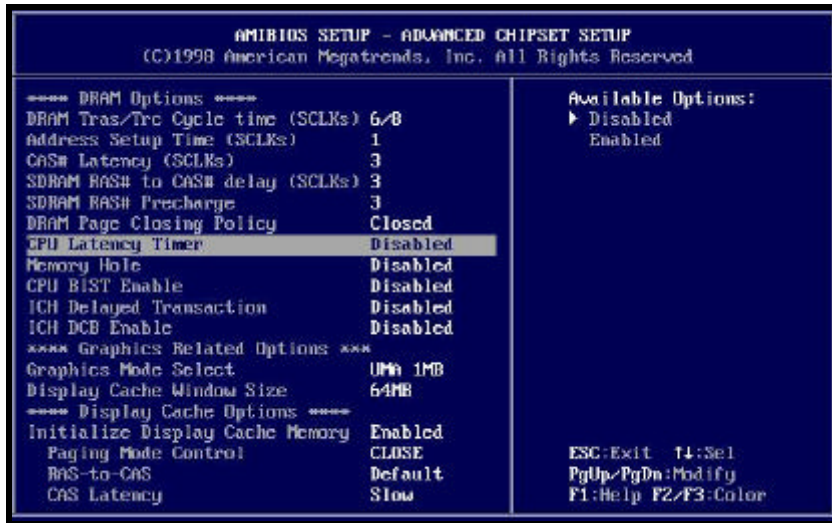 AMIBIOS SETUP - ADVANCED CHIPSET SETUP
(C)1998 American Megatrends, Inc. All Rights Reserved
**** DRAM Options ****
DRAM Tras/Trc Cycle time (SCLKs) 6/8
Address Setup Time (SCLKs) 1
CAS# Latency (SCLKs) 3
SDRAM RAS# to CAS# delay (SCLKs) 3
SDRAM RAS# Precharge 3
DRAM Page Closing Policy Closed
CPU Latency Timer Disabled
Memory Hole Disabled
CPU BIST Enable Disabled
ICH Delayed Transaction Disabled
ICH DCB Enable Disabled
**** Graphics Related Options ***
Graphics Mode Select UMA 1MB
Display Cache Window Size 64MB
**** Display Cache Options ****
Initialize Display Cache Memory Enabled
Paging Mode Control CLOSE
RAS-to-CAS Default
CAS Latency Slow
Available Options:
► Disabled
Enabled
ESC:Exit ↑↓:Sel
PgUp/PgDn:Modify
F1:Help F2/F3:Color